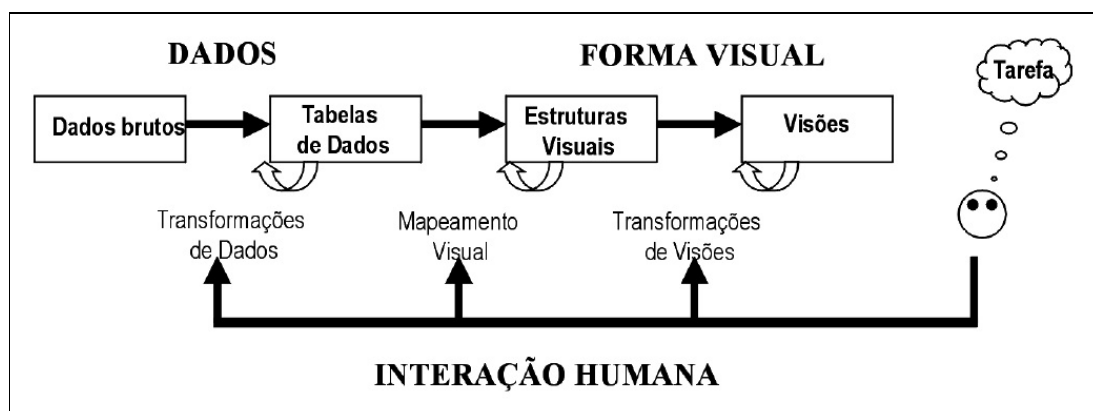 DADOS
FORMA VISUAL
Tarefa
Dados brutos
Tabelas
de Dados
Estruturas
Visuais
Visões
Transformações
de Dados
Mapeamento
Visual
Transformações
de Visões
INTERAÇÃO HUMANA